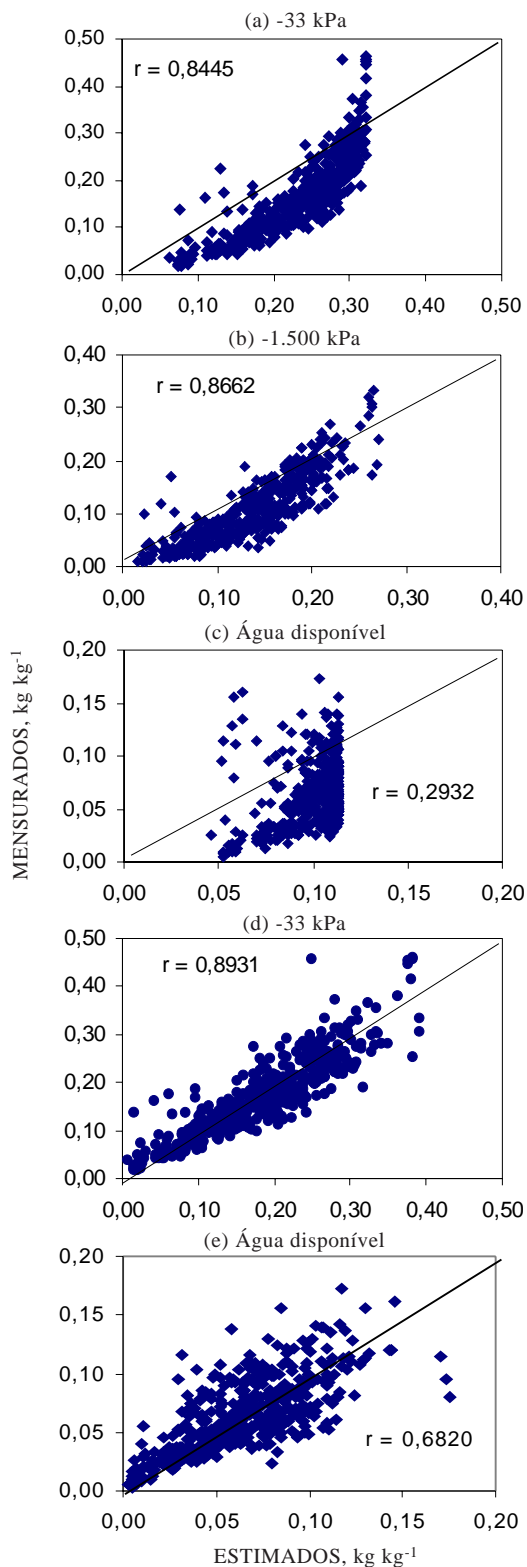 (a) -33 kPa
0,50
r = 0,8445
0,40
0,30
0,20
0,10
0,00
0,00 0,10 0,20 0,30 0,40 0,50
(b) -1.500 kPa
0,40
r = 0,8662
0,30
0,20
0,10
0,00
0,00 0,10 0,20 0,30 0,40
(c) Água disponível
0,20
0,15
0,10
r = 0,2932
0,05
0,00
0,00 0,05 0,10 0,15 0,20
MENSURADOS, kg kg-1
(d) -33 kPa
0,50
r = 0,8931
0,40
0,30
0,20
0,10
0,00
0,00 0,10 0,20 0,30 0,40 0,50
(e) Água disponível
0,20
0,15
0,10
0,05
r = 0,6820
0,00
0,00 0,05 0,10 0,15 0,20
ESTIMADOS, kg kg-1